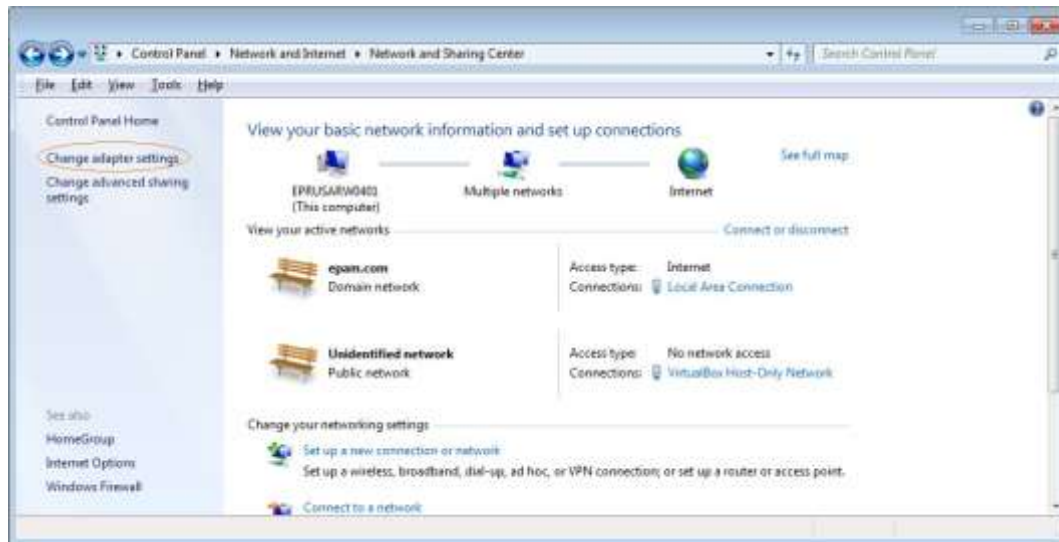 Control Panel ▸ Network and Internet ▸ Network and Sharing Center
Search Control Panel
File Edit View Tools Help
Control Panel Home
Change adapter settings
Change advanced sharing
settings
See also
HomeGroup
Internet Options
Windows Firewall
View your basic network information and set up connections
See full map
EPRUSARW0401
(This computer)
Multiple networks
Internet
View your active networks
Connect or disconnect
epam.com
Domain network
Access type: Internet
Connections: Local Area Connection
Unidentified network
Public network
Access type: No network access
Connections: VirtualBox Host-Only Network
Change your networking settings
Set up a new connection or network
Set up a wireless, broadband, dial-up, ad hoc, or VPN connection; or set up a router or access point.
Connect to a network